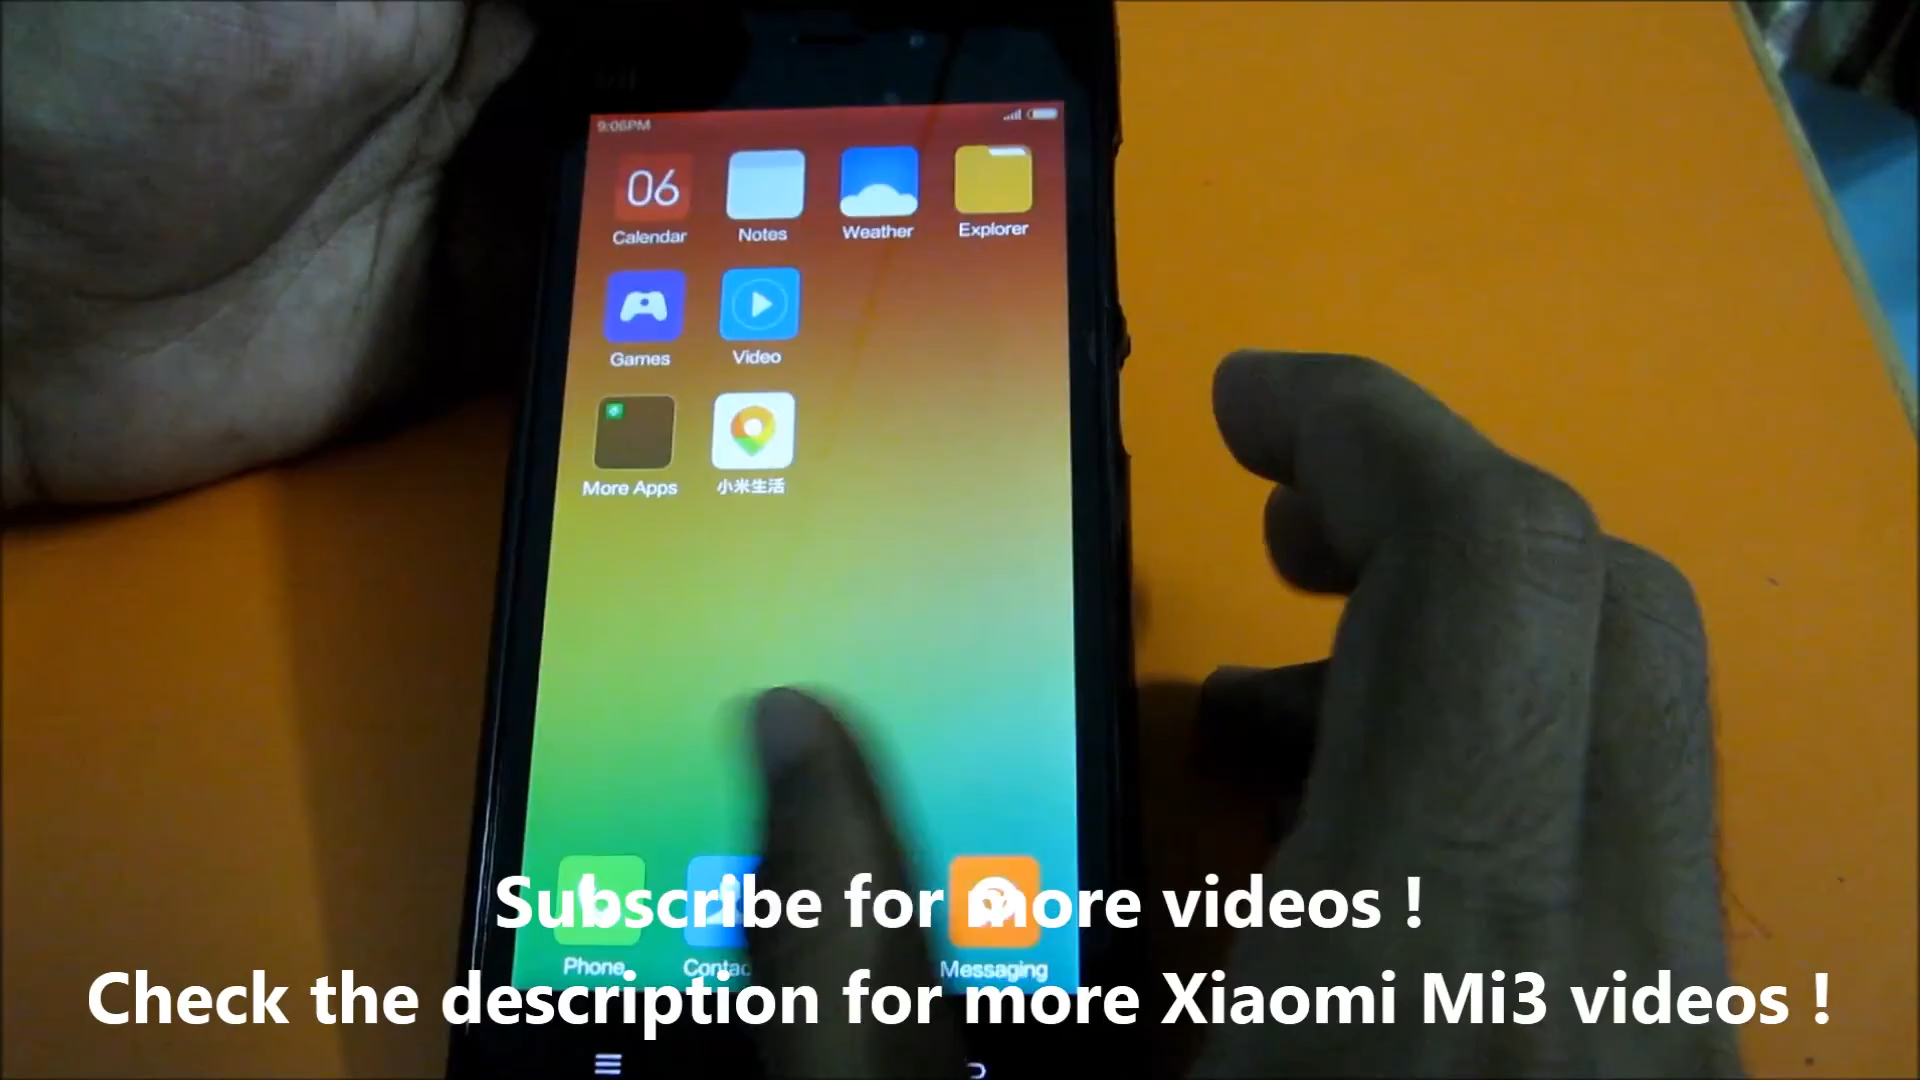 9:06PM
06
Calendar
Notes
Weather
Explorer
Games
Video
More Apps
小米生活
Subscribe for more videos !
Phone
Contac
Messaging
Check the description for more Xiaomi Mi3 videos !